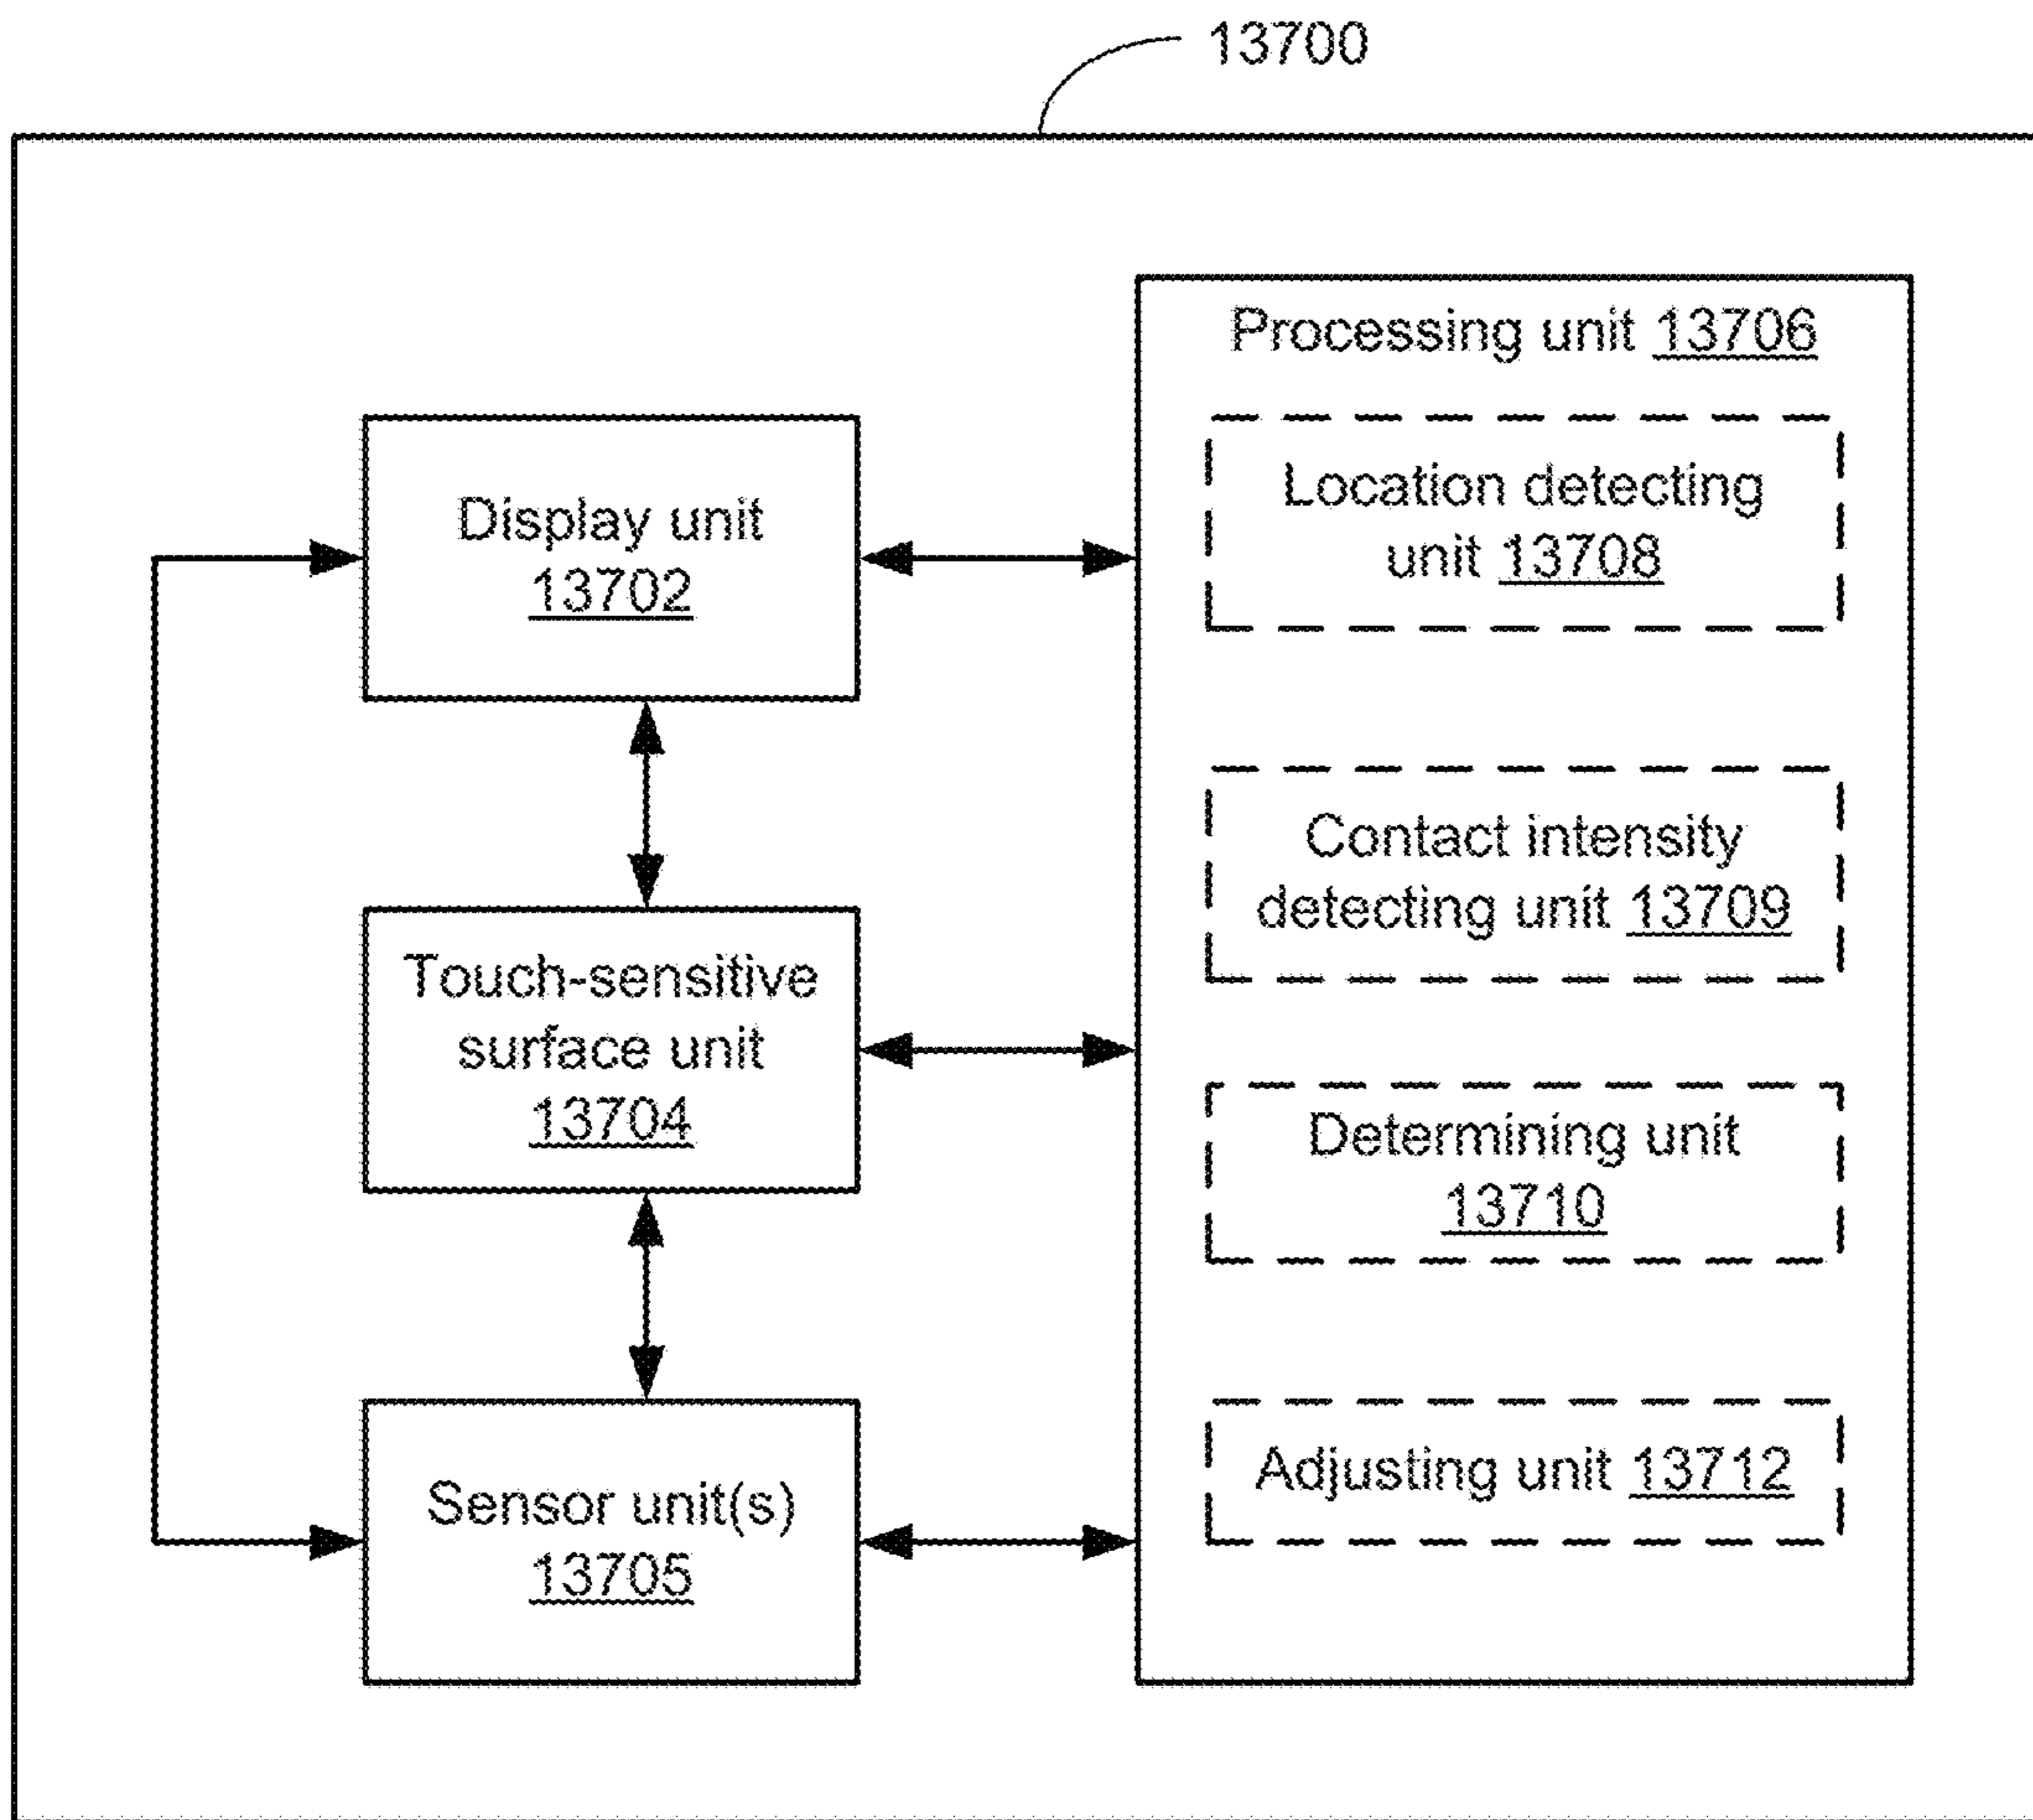 13700
Processing unit 13706
Display unit
13702
Touch-sensitive
surface unit
13704
Sensor unit(s)
13705
Location detecting
unit 13708
Contact intensity
detecting unit 13709
Determining unit
13710
Adjusting unit 13712